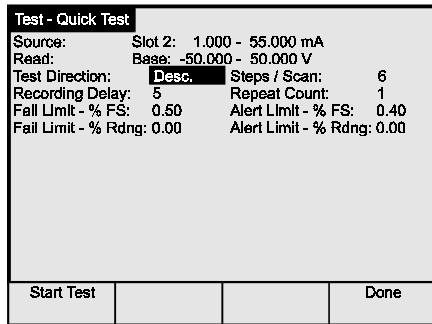 Test - Quick Test
Source: Slot 2: 1.000 - 55.000 mA
Read: Base: -50.000 - 50.000 V
Test Direction: Desc. Steps / Scan: 6
Recording Delay: 5 Repeat Count: 1
Fail Limit - % FS: 0.50 Alert Limit - % FS: 0.40
Fail Limit - % Rdng: 0.00 Alert Limit - % Rdng: 0.00
Start Test Done